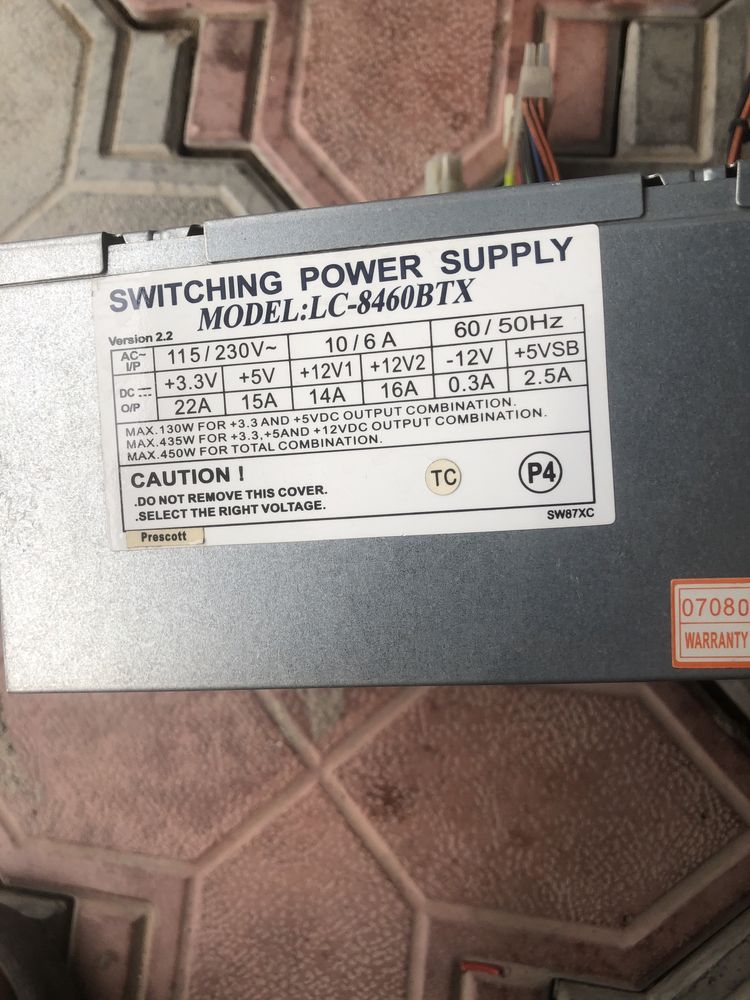 SWITCHING POWER SUPPLY
MODEL:LC-8460BTX
Version 2.2
AC~ I/P 115/230V~ 10/6A 60/50Hz
DC O/P +3.3V +5V +12V1 +12V2 -12V +5VSB
22A 15A 14A 16A 0.3A 2.5A
MAX.130W FOR +3.3 AND +5VDC OUTPUT COMBINATION.
MAX.435W FOR +3.3,+5AND +12VDC OUTPUT COMBINATION.
MAX.450W FOR TOTAL COMBINATION.
CAUTION !
.DO NOT REMOVE THIS COVER.
.SELECT THE RIGHT VOLTAGE.
TC
P4
SW87XC
Prescott
07080
WARRANTY